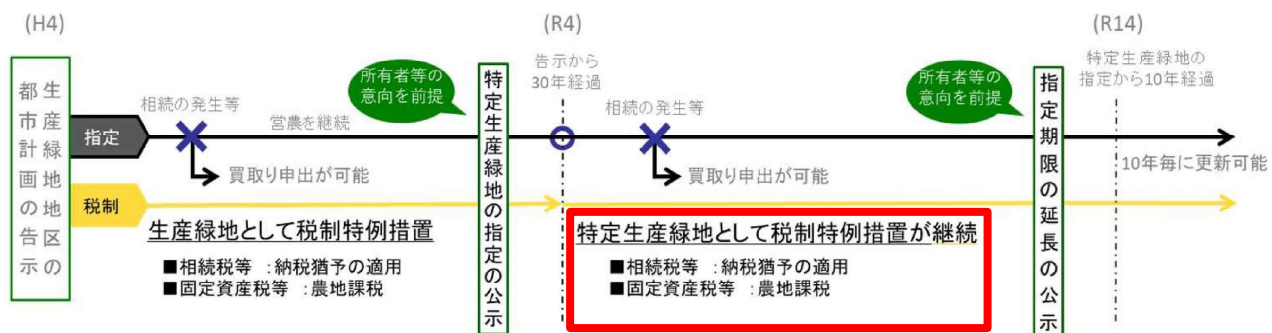 (H4)
(R4)
(R14)
生産緑地地区の
都市計画の告示
指定
税制
相続の発生等
営農を継続
買取り申出が可能
所有者等の
意向を前提
特定生産緑地の指定の公示
告示から
30年経過
相続の発生等
買取り申出が可能
所有者等の
意向を前提
指定期限の延長の公示
特定生産緑地の
指定から10年経過
10年毎に更新可能
生産緑地として税制特例措置
■相続税等 ：納税猶予の適用
■固定資産税等 ：農地課税
特定生産緑地として税制特例措置が継続
■相続税等 ：納税猶予の適用
■固定資産税等 ：農地課税